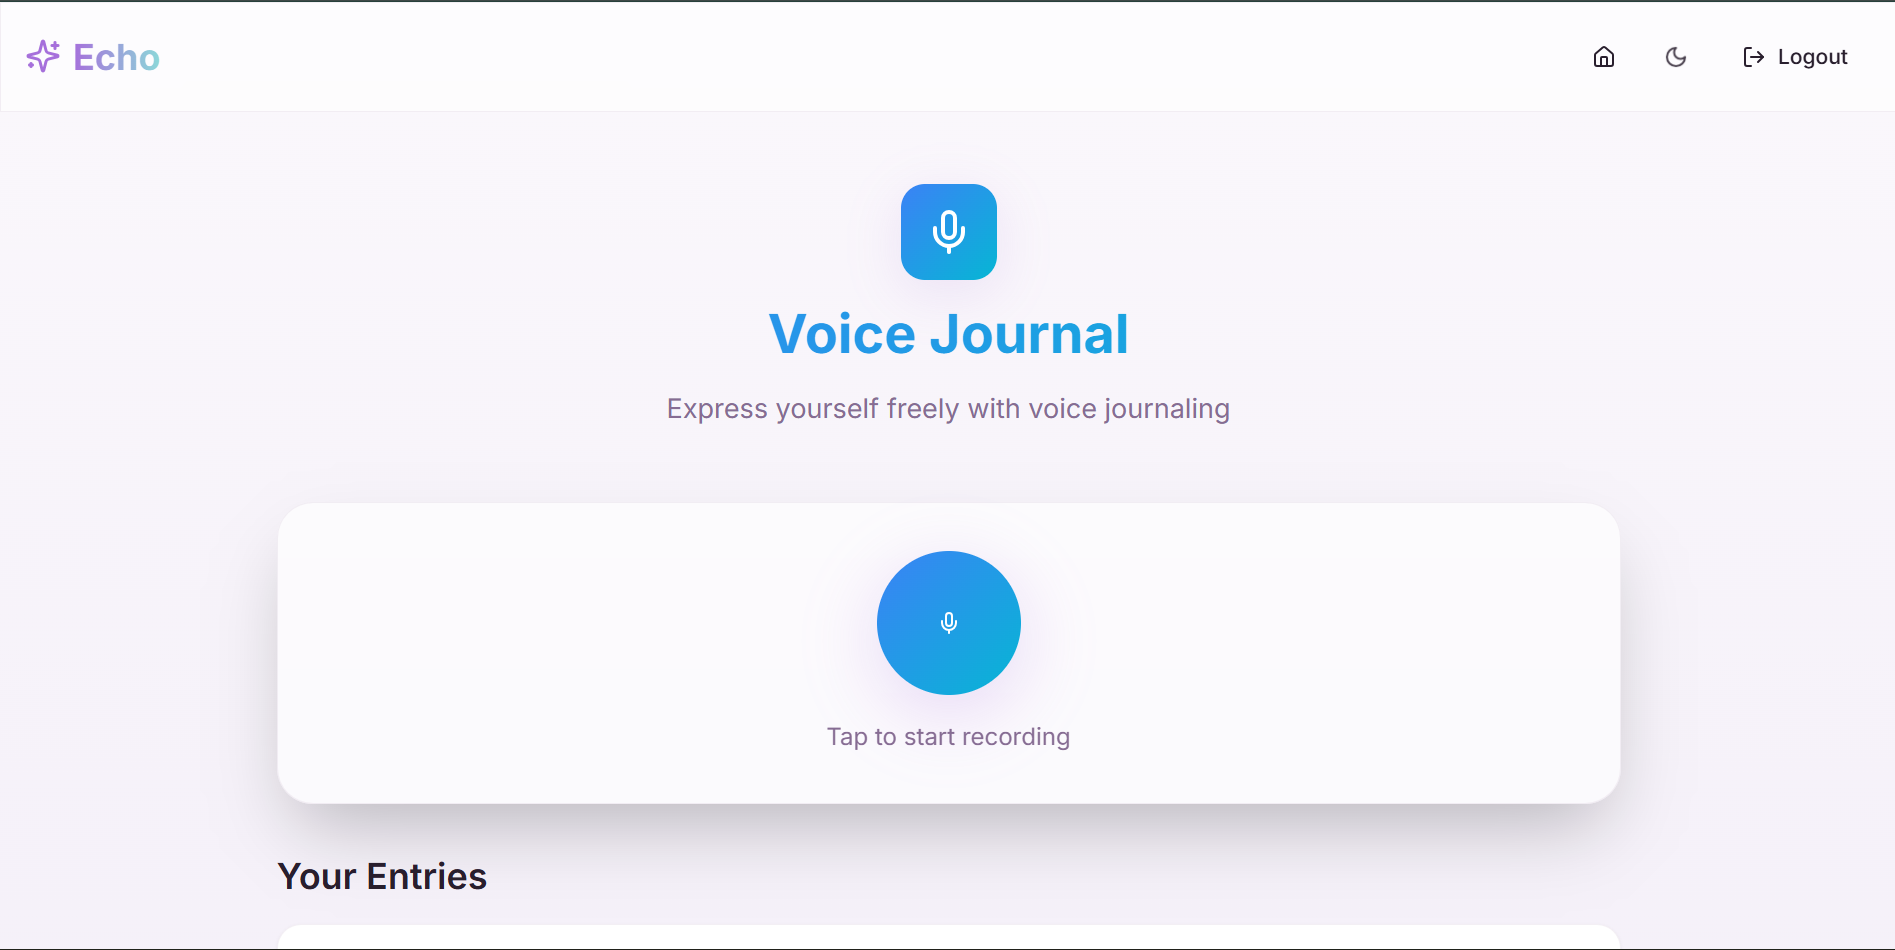 Echo
Logout
Voice Journal
Express yourself freely with voice journaling
Tap to start recording
Your Entries